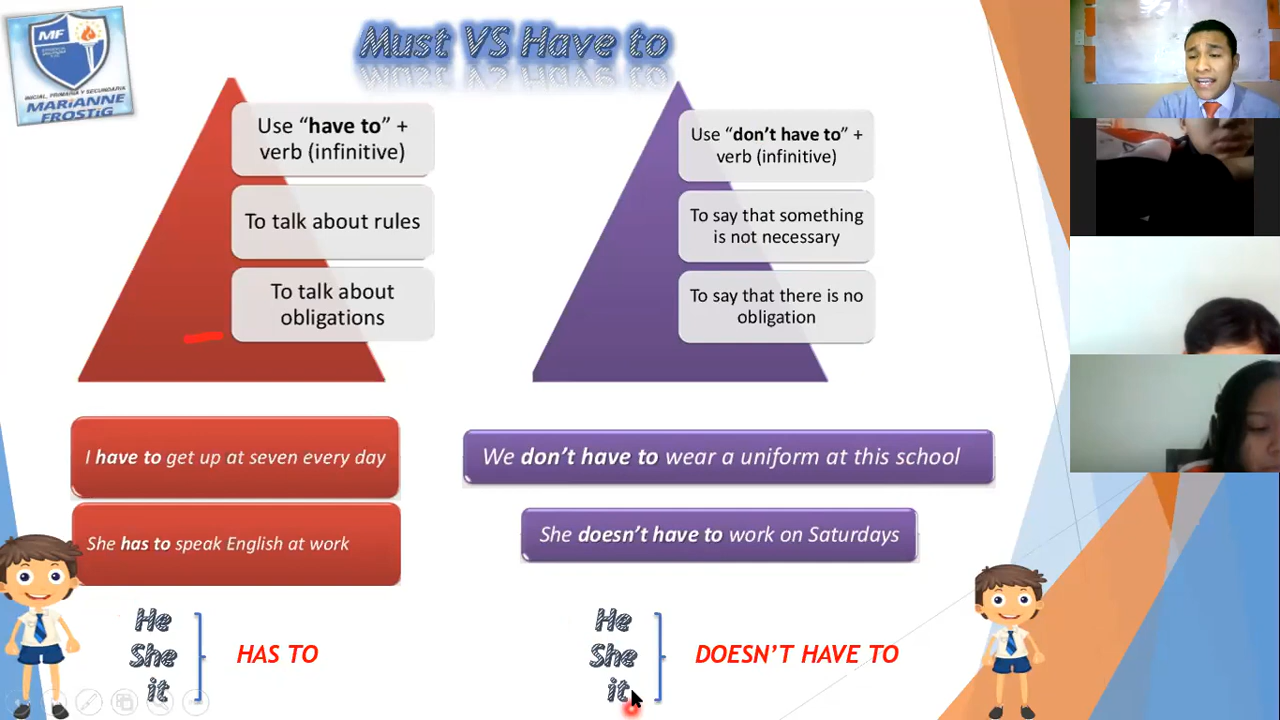 MF
INICIAL, PRIMARIA Y SECUNDARIA
MARiANNE
FROSTiG
Must VS Have to
Use “have to” +
verb (infinitive)
To talk about rules
To talk about
obligations
Use “don’t have to” +
verb (infinitive)
To say that something
is not necessary
To say that there is no
obligation
I have to get up at seven every day
She has to speak English at work
We don’t have to wear a uniform at this school
She doesn’t have to work on Saturdays
He
She
it
HAS TO
He
She
it
DOESN’T HAVE TO